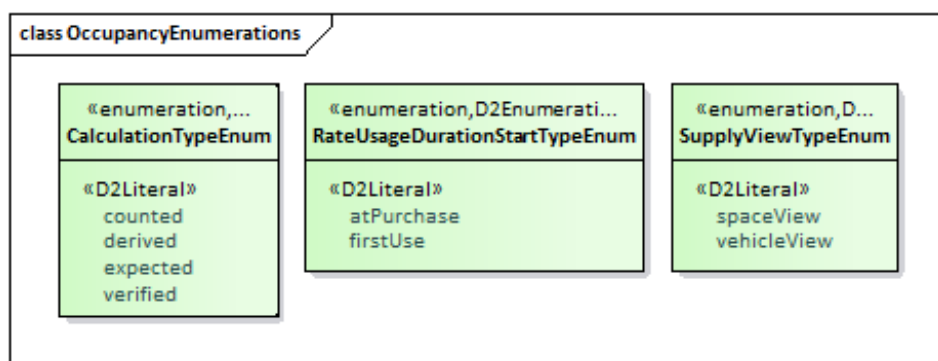 class OccupancyEnumerations
«enumeration,...
CalculationTypeEnum
«D2Literal»
counted
derived
expected
verified
«enumeration,D2Enumerati...
RateUsageDurationStartTypeEnum
«D2Literal»
atPurchase
firstUse
«enumeration,D...
SupplyViewTypeEnum
«D2Literal»
spaceView
vehicleView